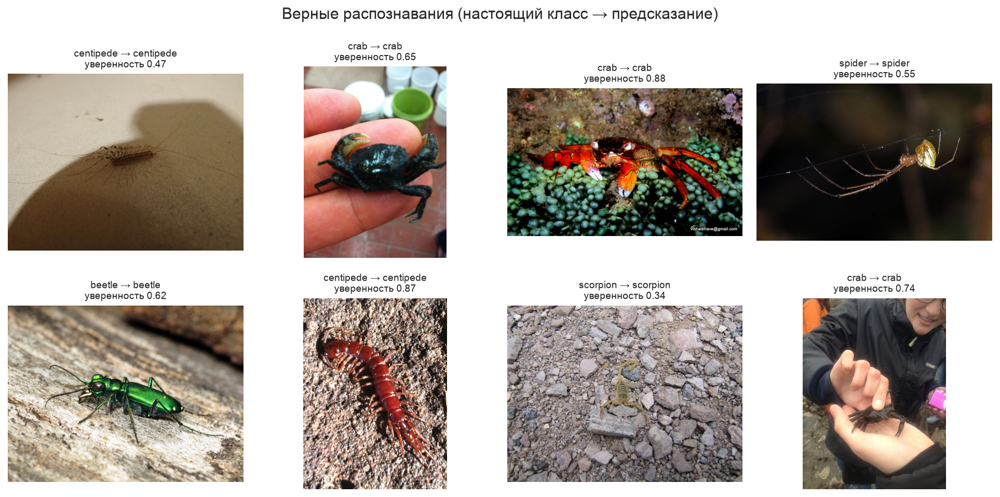 Верные распознавания (настоящий класс → предсказание)
centipede → centipede
уверенность 0.47
crab → crab
уверенность 0.65
crab → crab
уверенность 0.88
spider → spider
уверенность 0.55
vishalbhave@gmail.com
beetle → beetle
уверенность 0.62
centipede → centipede
уверенность 0.87
scorpion → scorpion
уверенность 0.34
crab → crab
уверенность 0.74